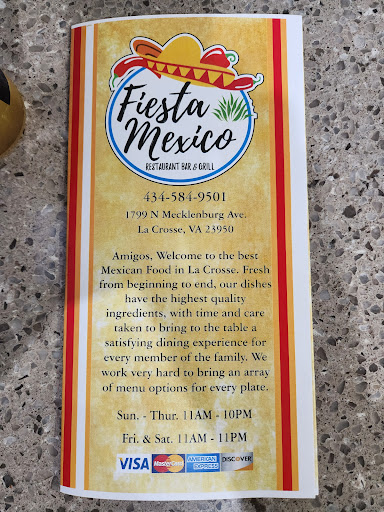 Fiesta
Mexico
RESTAURANT BAR & GRILL
434-584-9501
1799 N Mecklenburg Ave.
La Crosse, VA 23950
Amigos, Welcome to the best
Mexican Food in La Crosse. Fresh
from beginning to end, our dishes
have the highest quality
ingredients, with time and care
taken to bring to the table a
satisfying dining experience for
every member of the family. We
work very hard to bring an array
of menu options for every plate.
Sun. - Thur. 11AM - 10PM
Fri. & Sat. 11AM - 11PM
VISA MasterCard AMERICAN EXPRESS DISCOVER